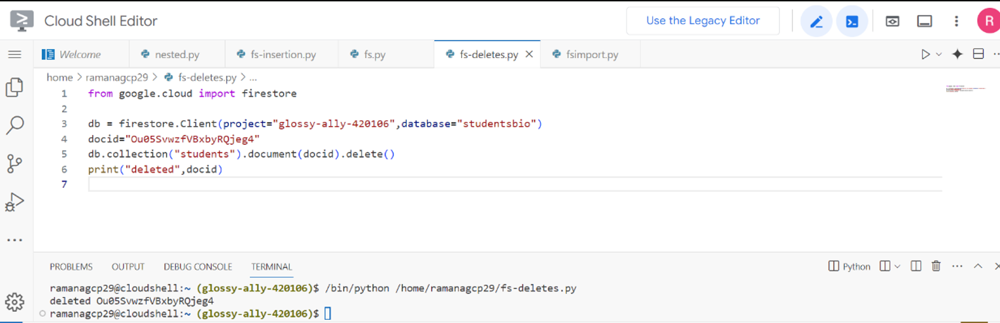 Cloud Shell Editor
Use the Legacy Editor
R
Welcome
nested.py
fs-insertion.py
fs.py
fs-deletes.py
fsimport.py
home > ramanagcp29 > fs-deletes.py > ...
1 from google.cloud import firestore
2
3 db = firestore.Client(project="glossy-ally-420106",database="studentsbio")
4 docid="Ou05SvwzfVBxbyRQjeg4"
5 db.collection("students").document(docid).delete()
6 print("deleted",docid)
7
PROBLEMS OUTPUT DEBUG CONSOLE TERMINAL
Python
ramanagcp29@cloudshell:~ (glossy-ally-420106)$ /bin/python /home/ramanagcp29/fs-deletes.py
deleted Ou05SvwzfVBxbyRQjeg4
ramanagcp29@cloudshell:~ (glossy-ally-420106)$